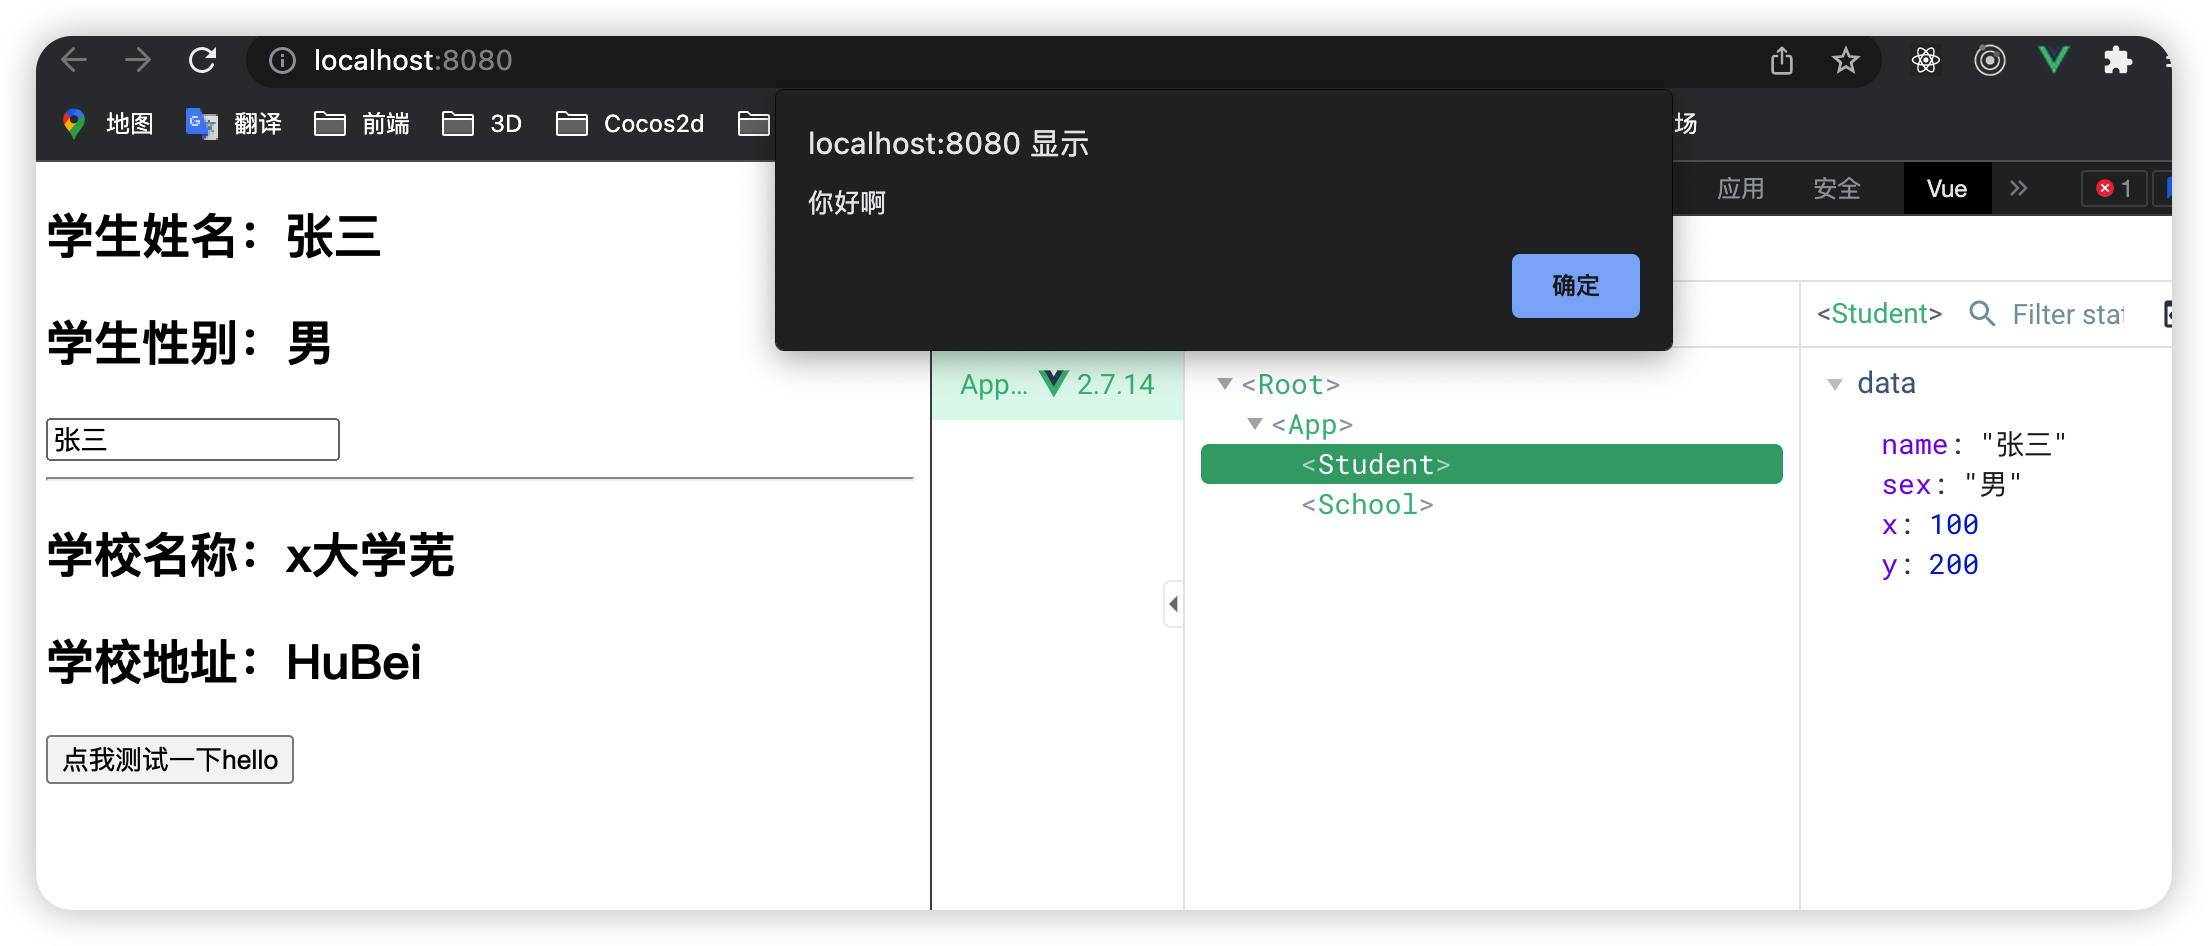 localhost:8080
地图 翻译 前端 3D Cocos2d 场
localhost:8080 显示
你好啊
确定
应用 安全 Vue 1
学生姓名：张三
学生性别：男
张三
学校名称：x大学芜
学校地址：HuBei
点我测试一下hello
App... 2.7.14
<Root>
<App>
<Student>
<School>
<Student> Filter stat
data
name: "张三"
sex: "男"
x: 100
y: 200